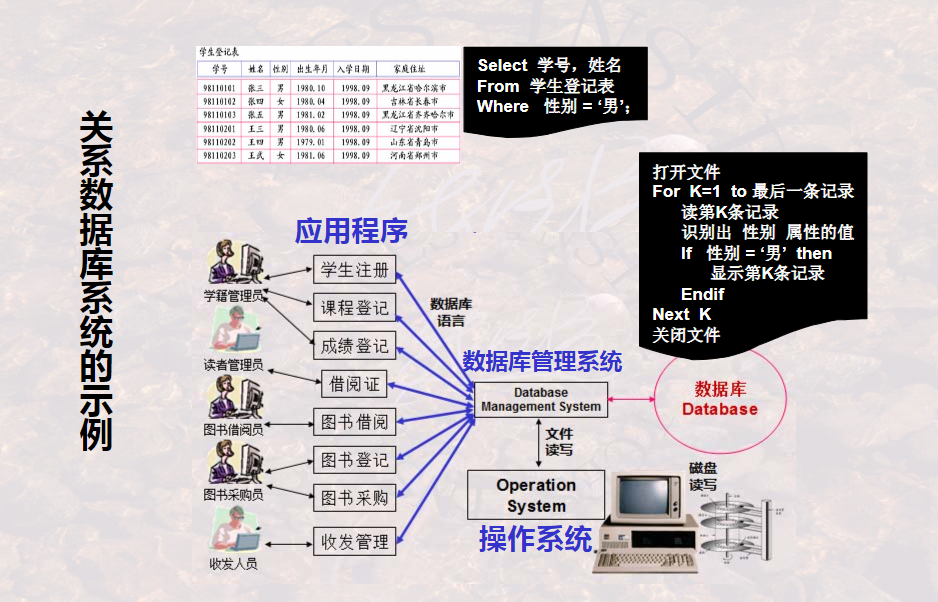 关系数据库系统的示例
学生登记表
学号 姓名 性别 出生年月 入学日期 家庭住址
98110101 张三 男 1980.10 1998.09 黑龙江省哈尔滨市
98110102 张四 女 1980.04 1998.09 吉林省长春市
98110103 张五 男 1981.02 1998.09 黑龙江省齐齐哈尔市
98110201 王三 男 1980.06 1998.09 辽宁省沈阳市
98110202 王四 男 1979.01 1998.09 山东省青岛市
98110203 王武 女 1981.06 1998.09 河南省郑州市
Select 学号，姓名
From 学生登记表
Where 性别 = ‘男’;
打开文件
For K=1 to 最后一条记录
读第K条记录
识别出 性别 属性的值
If 性别 = ‘男’ then
显示第K条记录
Endif
Next K
关闭文件
应用程序
学籍管理员
读者管理员
图书借阅员
图书采购员
收发人员
学生注册
课程登记
成绩登记
借阅证
图书借阅
图书登记
图书采购
收发管理
数据库
语言
数据库管理系统
Database
Management System
数据库
Database
文件
读写
Operation
System
操作系统
磁盘
读写